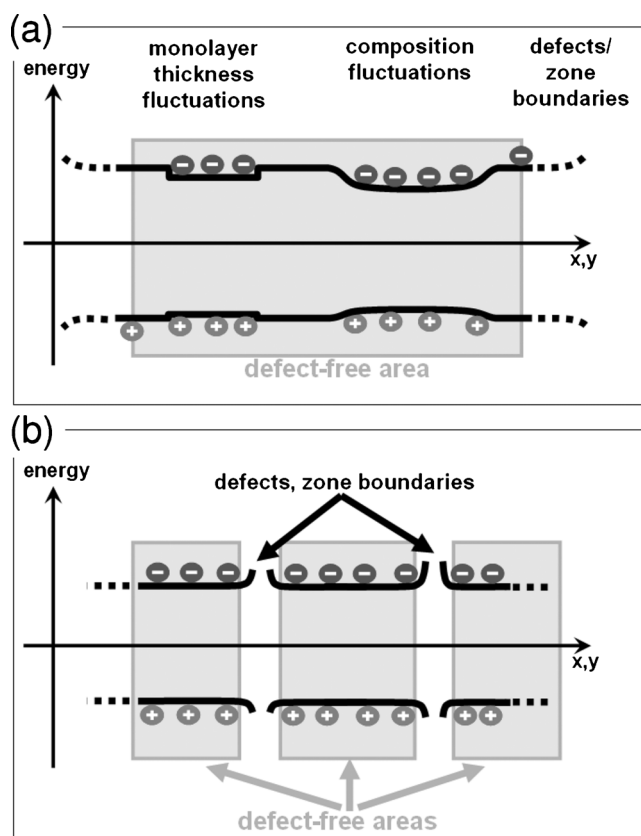 (a)
energy
monolayer
thickness
fluctuations
composition
fluctuations
defects/
zone
boundaries
x,y
defect-free area
(b)
energy
defects, zone boundaries
x,y
defect-free areas